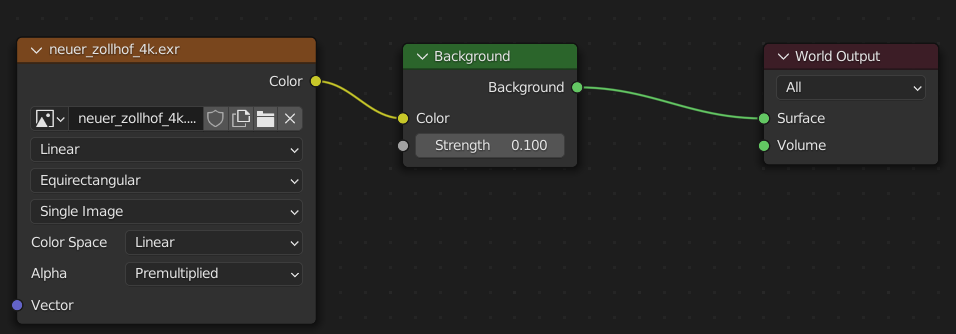 neuer_zollhof_4k.exr
Color
neuer_zollhof_4k....
Linear
Equirectangular
Single Image
Color Space Linear
Alpha Premultiplied
Vector
Background
Background
Color
Strength 0.100
World Output
All
Surface
Volume